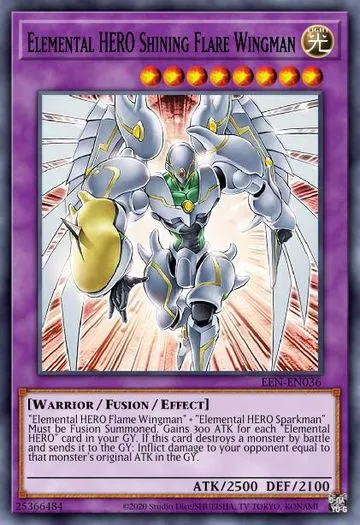 Elemental HERO Shining Flare Wingman
LIGHT
光
EEN-EN036
[Warrior / Fusion / Effect]
"Elemental HERO Flame Wingman" + "Elemental HERO Sparkman"
Must be Fusion Summoned. Gains 300 ATK for each "Elemental
HERO" card in your GY. If this card destroys a monster by battle
and sends it to the GY: Inflict damage to your opponent equal to
that monster's original ATK in the GY.
ATK/2500 DEF/2100
25366484
©2020 Studio Dice/SHUEISHA, TV TOKYO, KONAMI